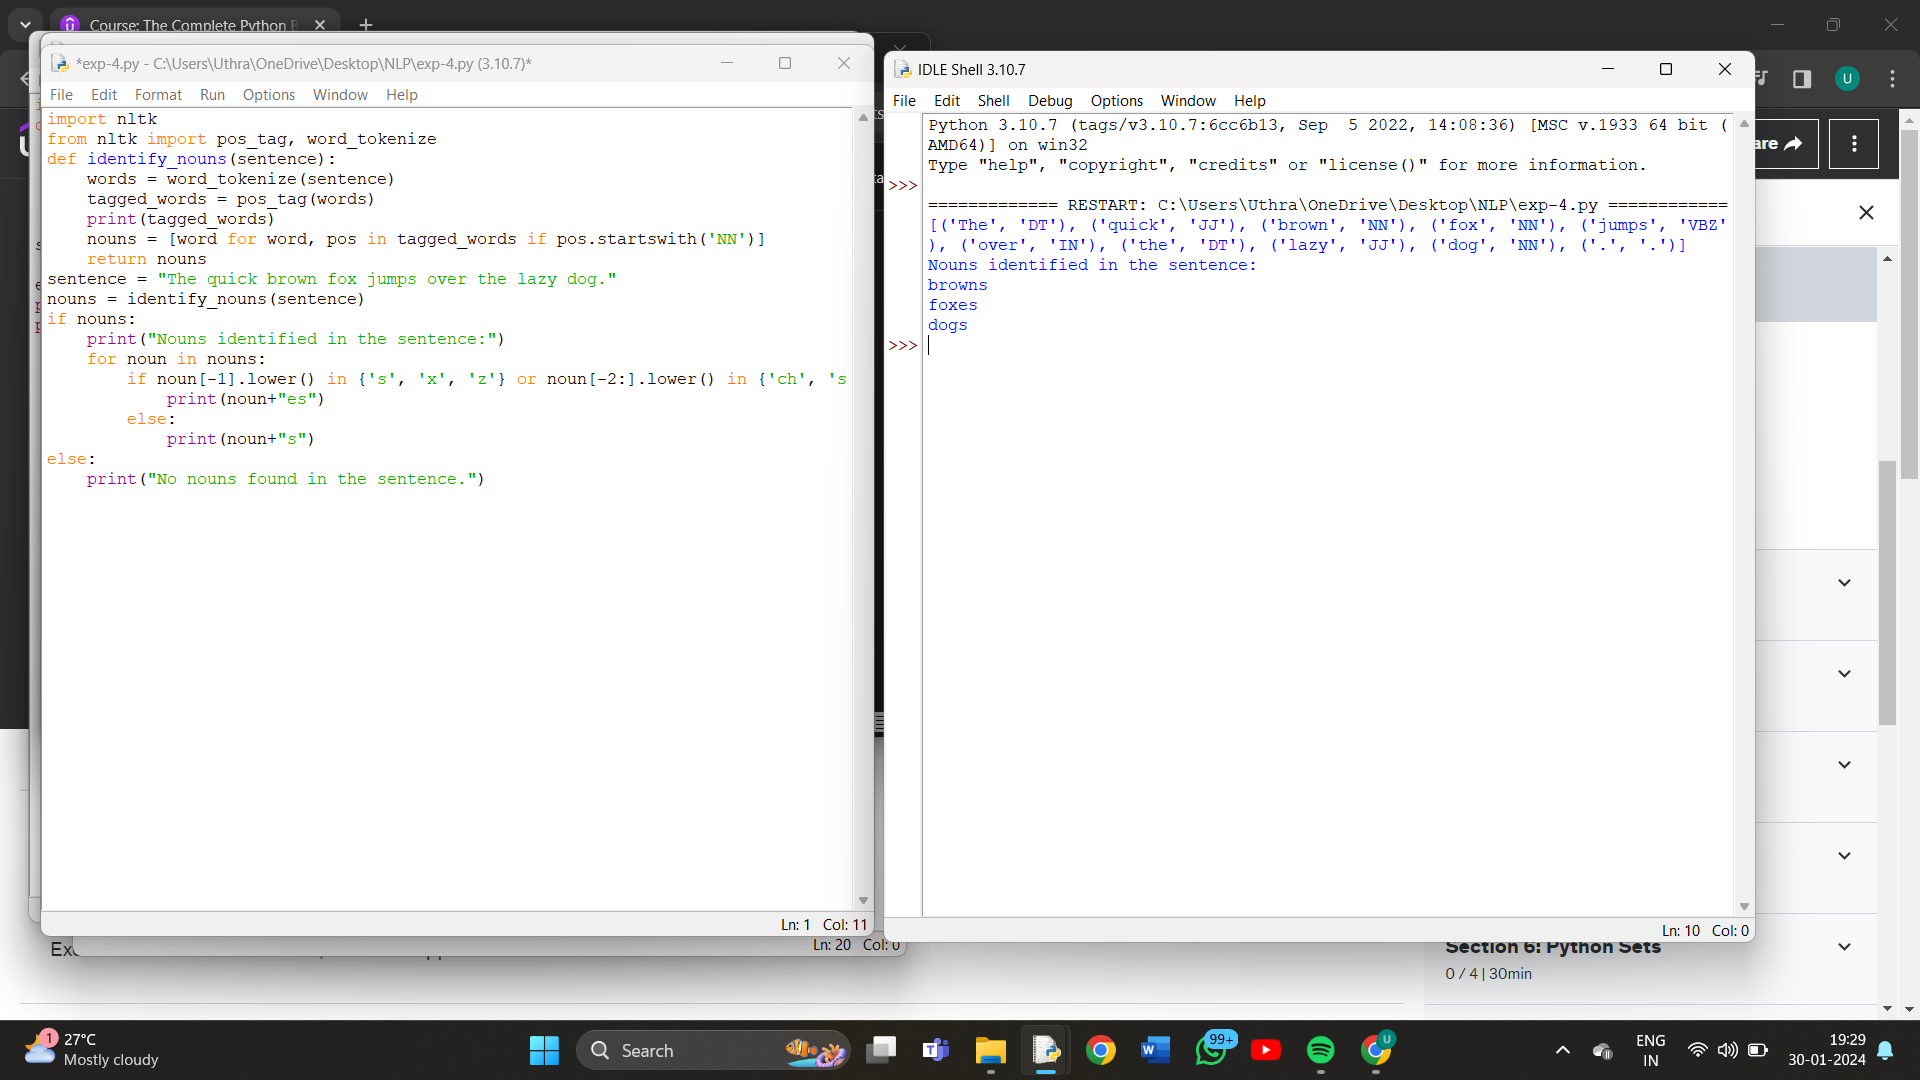 Course: The Complete Python B
*exp-4.py - C:\Users\Uthra\OneDrive\Desktop\NLP\exp-4.py (3.10.7)*
File Edit Format Run Options Window Help
import nltk
from nltk import pos_tag, word_tokenize
def identify_nouns(sentence):
    words = word_tokenize(sentence)
    tagged_words = pos_tag(words)
    print(tagged_words)
    nouns = [word for word, pos in tagged_words if pos.startswith('NN')]
    return nouns
sentence = "The quick brown fox jumps over the lazy dog."
nouns = identify_nouns(sentence)
if nouns:
    print("Nouns identified in the sentence:")
    for noun in nouns:
        if noun[-1].lower() in {'s', 'x', 'z'} or noun[-2:].lower() in {'ch', 's
            print(noun+"es")
        else:
            print(noun+"s")
else:
    print("No nouns found in the sentence.")
Ln: 1 Col: 11
Ln: 20 Col: 0
IDLE Shell 3.10.7
File Edit Shell Debug Options Window Help
Python 3.10.7 (tags/v3.10.7:6cc6b13, Sep  5 2022, 14:08:36) [MSC v.1933 64 bit (
AMD64)] on win32
Type "help", "copyright", "credits" or "license()" for more information.
>>>
============= RESTART: C:\Users\Uthra\OneDrive\Desktop\NLP\exp-4.py ============
[('The', 'DT'), ('quick', 'JJ'), ('brown', 'NN'), ('fox', 'NN'), ('jumps', 'VBZ'
), ('over', 'IN'), ('the', 'DT'), ('lazy', 'JJ'), ('dog', 'NN'), ('.', '.')]
Nouns identified in the sentence:
browns
foxes
dogs
>>>
Ln: 10 Col: 0
U
are
Section 6: Python Sets
0 / 4 | 30min
1
27°C
Mostly cloudy
Search
99+
U
ENG
IN
19:29
30-01-2024